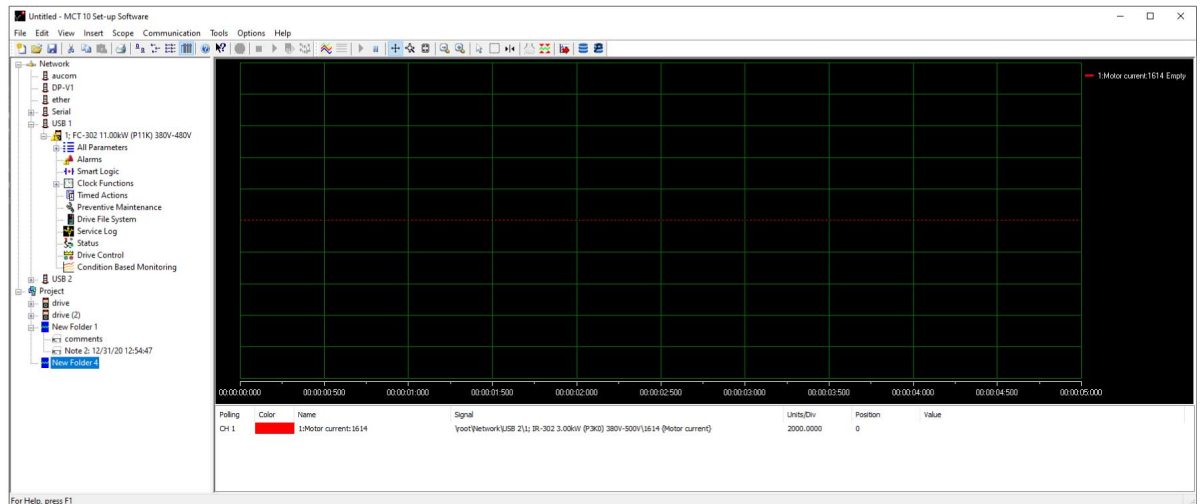 Untitled - MCT 10 Set-up Software
File Edit View Insert Scope Communication Tools Options Help
Network
aucom
DP-V1
ether
Serial
USB 1
1; FC-302 11.00kW (P11K) 380V-480V
All Parameters
Alarms
Smart Logic
Clock Functions
Timed Actions
Preventive Maintenance
Drive File System
Service Log
Status
Drive Control
Condition Based Monitoring
USB 2
Project
drive
drive (2)
New Folder 1
comments
Note 2: 12/31/20 12:54:47
New Folder 4
1:Motor current:1614 Empty
00:00:00:000 00:00:00:500 00:00:01:000 00:00:01:500 00:00:02:000 00:00:02:500 00:00:03:000 00:00:03:500 00:00:04:000 00:00:04:500 00:00:05:000
Polling Color Name Signal Units/Div Position Value
CH 1 1:Motor current:1614 \root\Network\USB 2\1; IR-302 3.00kW (P3K0) 380V-500V\1614 {Motor current} 2000.0000 0
For Help, press F1